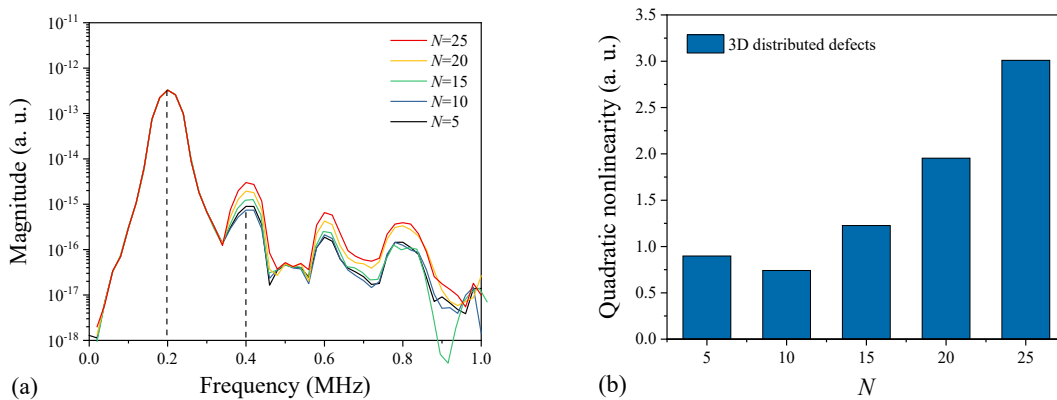 10⁻¹¹
10⁻¹²
10⁻¹³
10⁻¹⁴
10⁻¹⁵
10⁻¹⁶
10⁻¹⁷
10⁻¹⁸
Magnitude (a. u.)
N=25
N=20
N=15
N=10
N=5
0.0 0.2 0.4 0.6 0.8 1.0
Frequency (MHz)
(a)
3.5
3.0
2.5
2.0
1.5
1.0
0.5
0.0
Quadratic nonlinearity (a. u.)
3D distributed defects
5 10 15 20 25
N
(b)